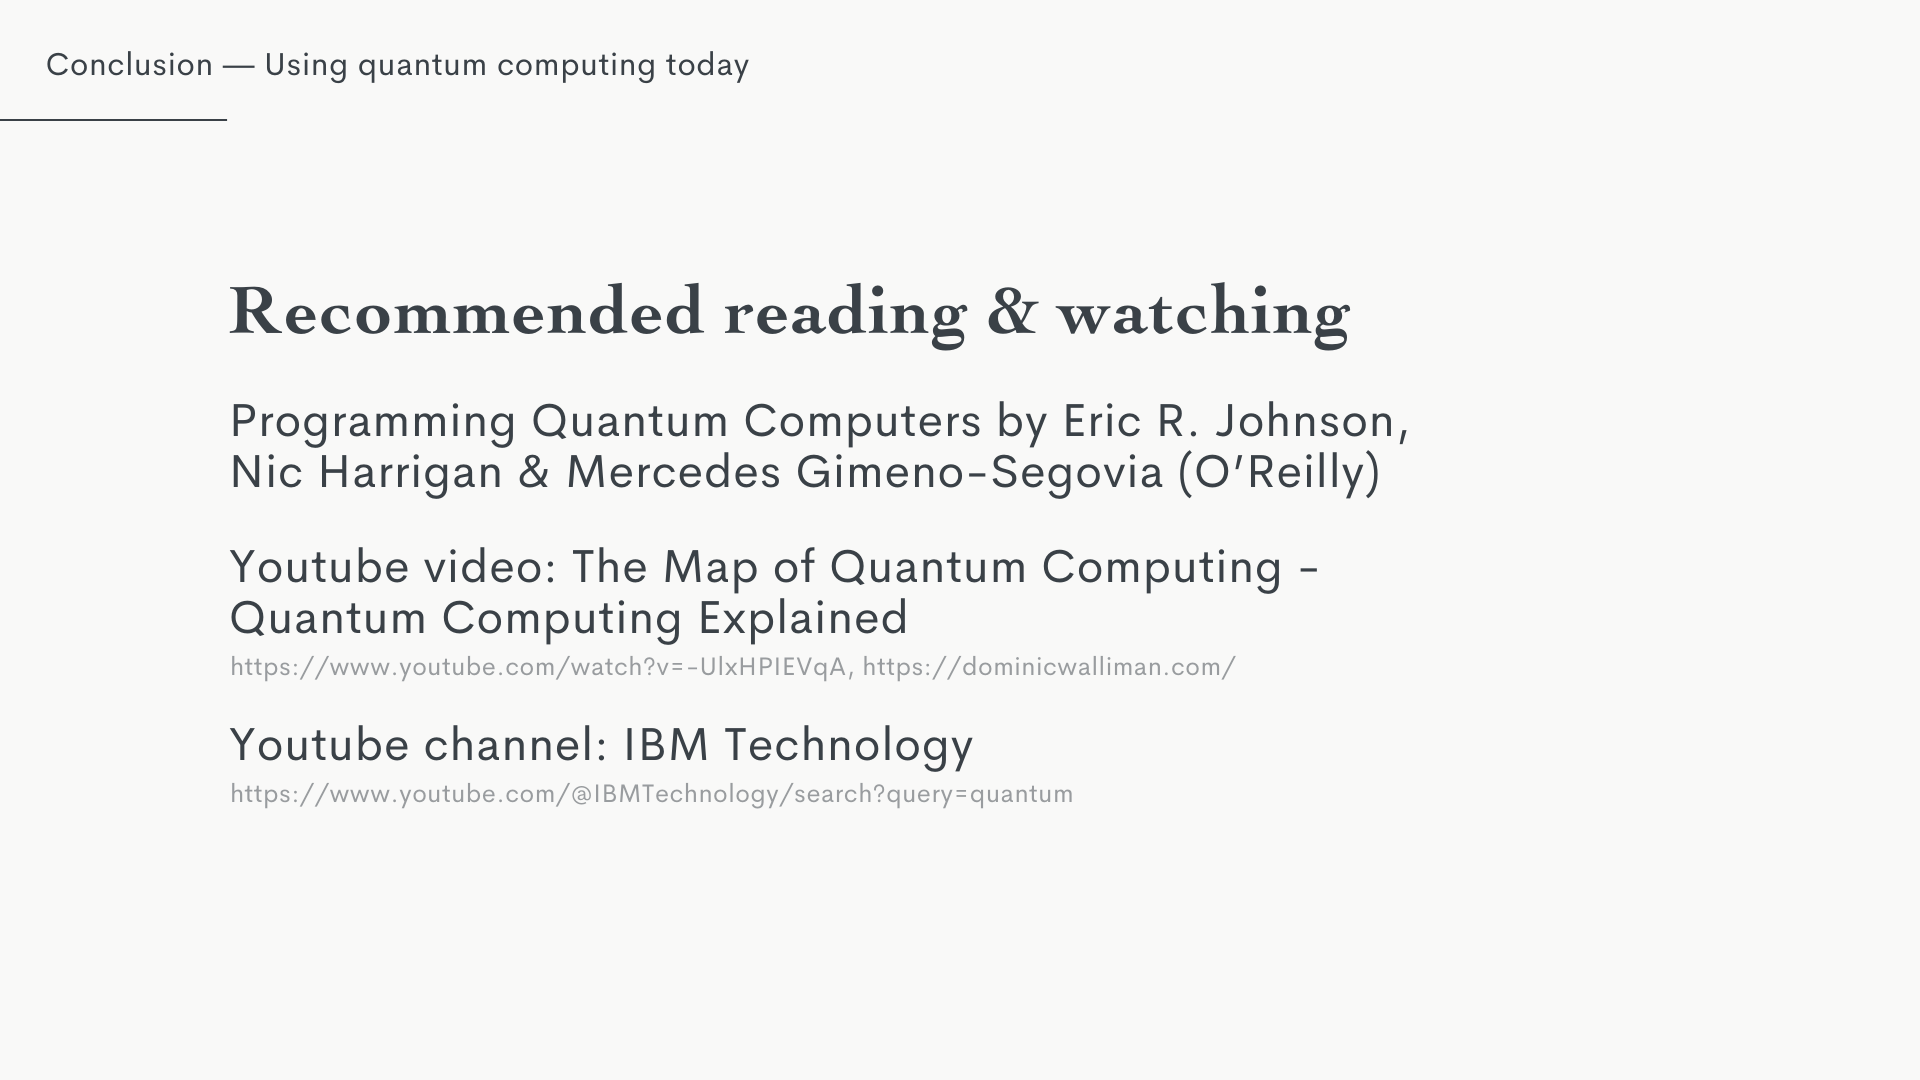 Conclusion — Using quantum computing today
Recommended reading & watching
Programming Quantum Computers by Eric R. Johnson,
Nic Harrigan & Mercedes Gimeno-Segovia (O’Reilly)
Youtube video: The Map of Quantum Computing -
Quantum Computing Explained
https://www.youtube.com/watch?v=-UlxHPIEVqA, https://dominicwalliman.com/
Youtube channel: IBM Technology
https://www.youtube.com/@IBMTechnology/search?query=quantum